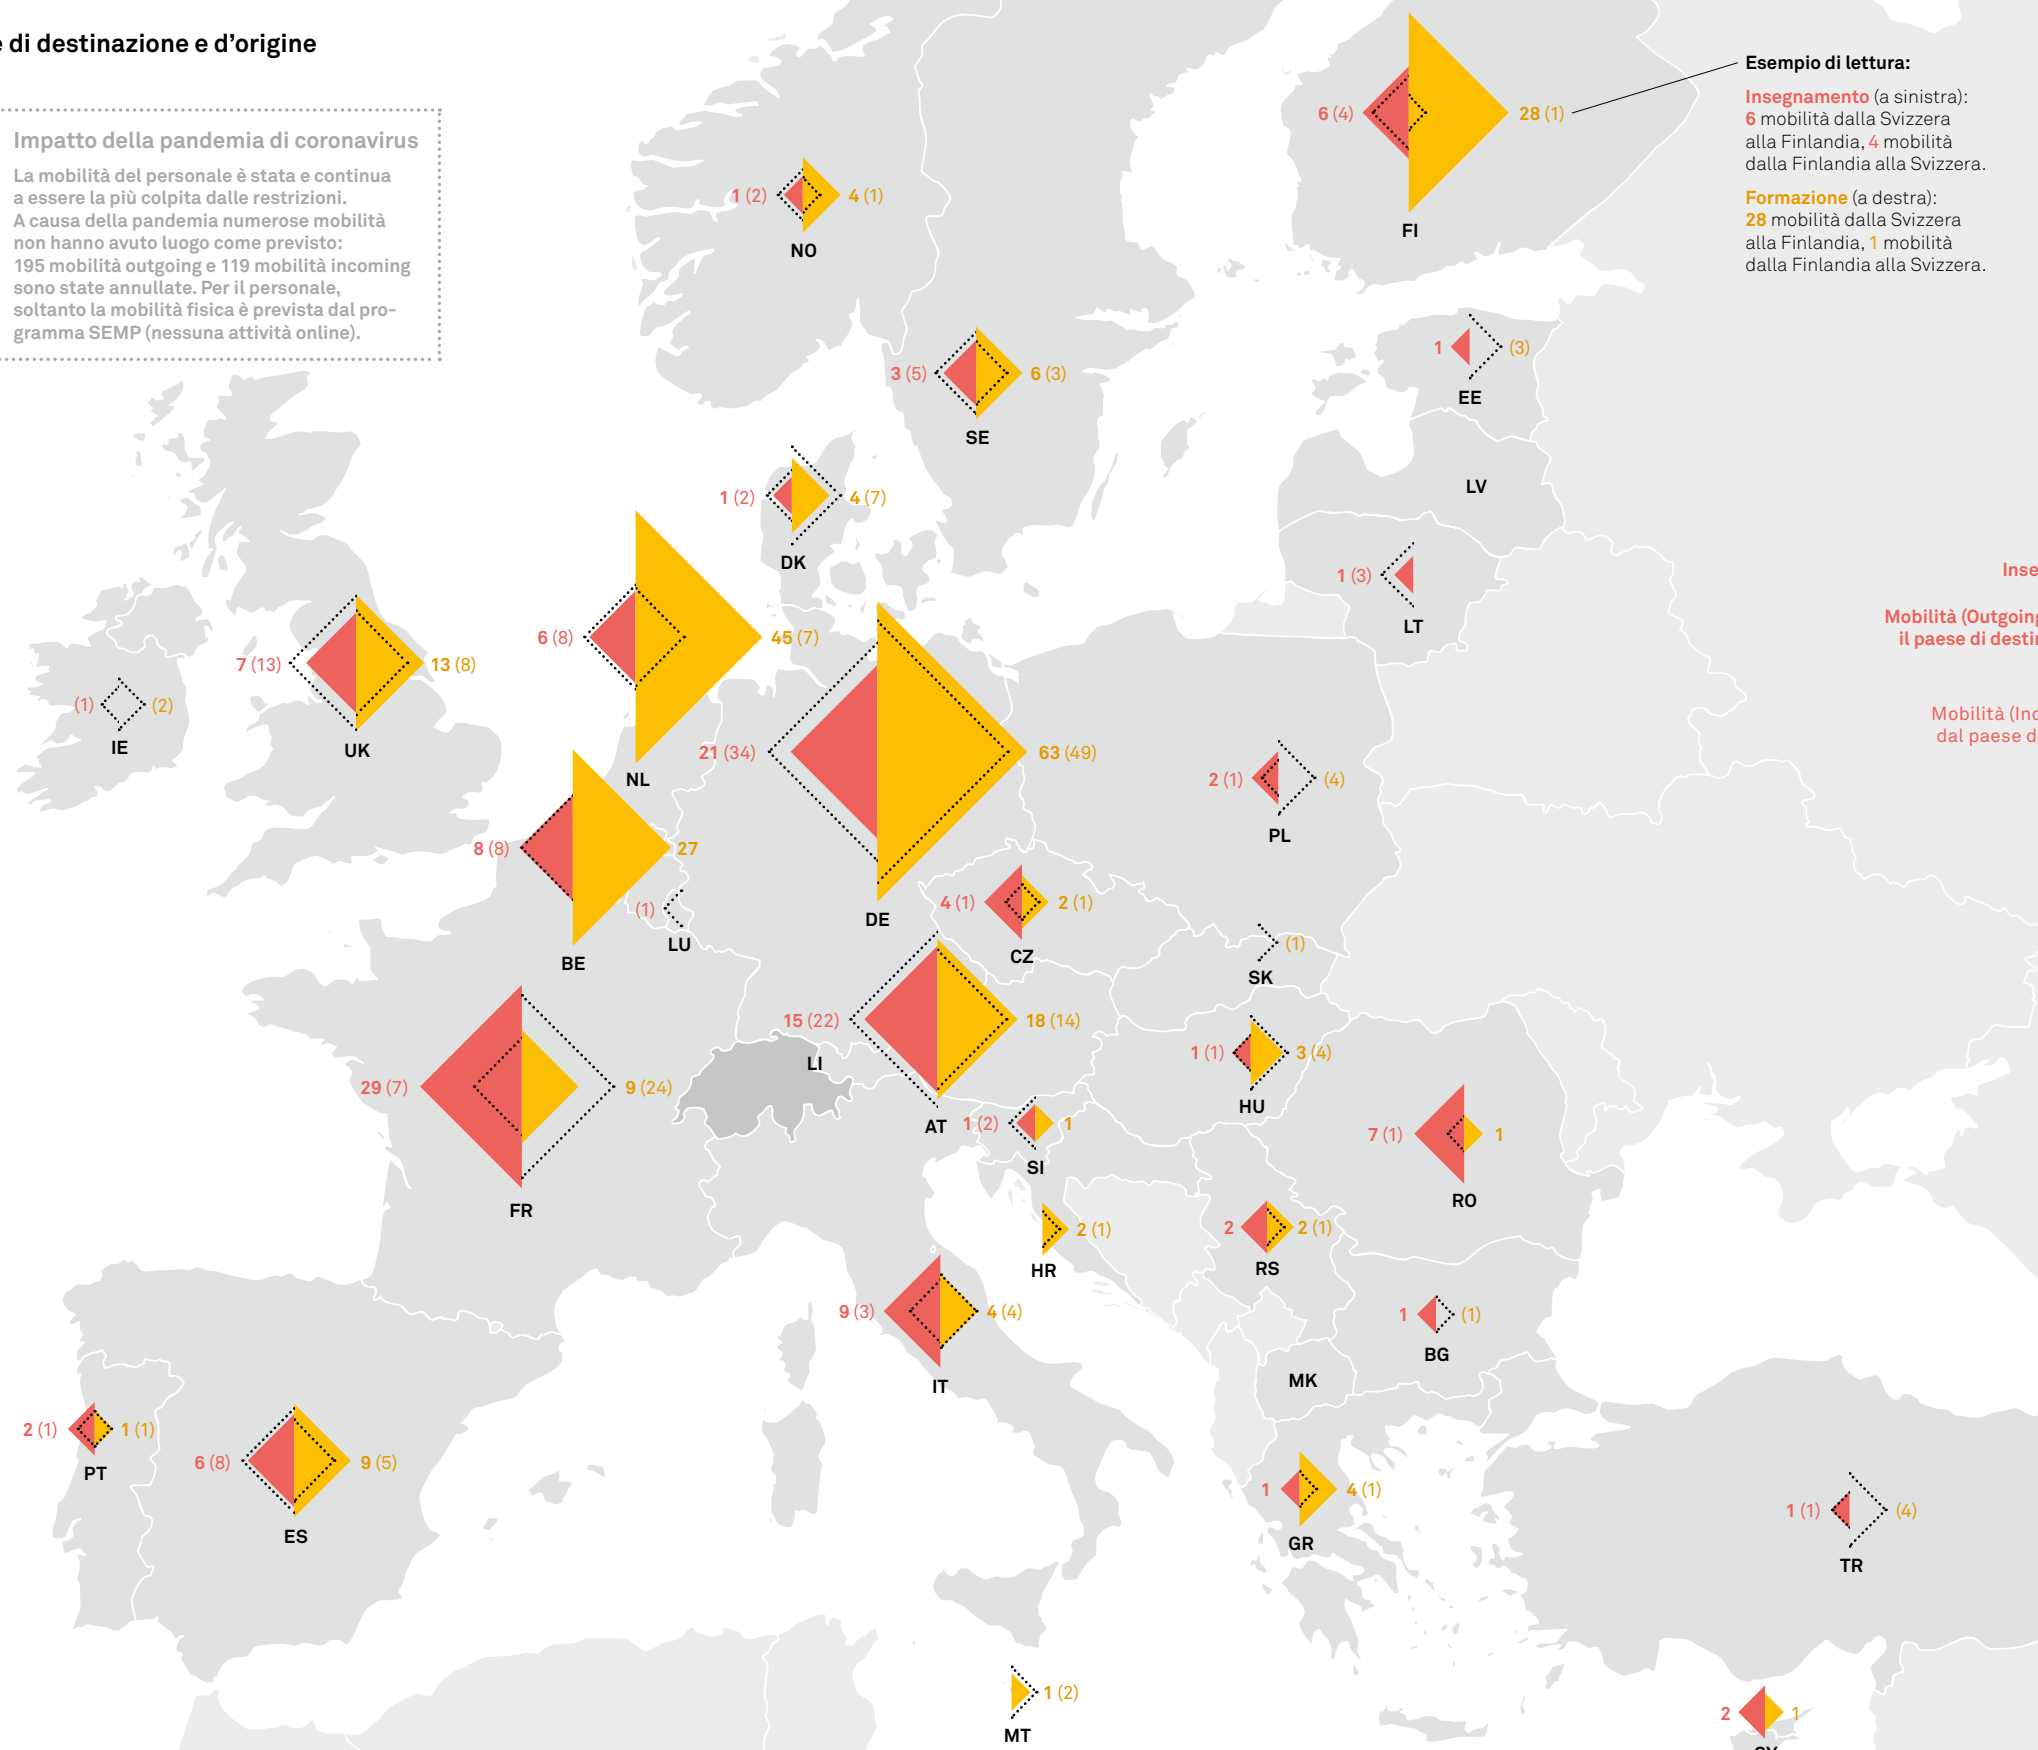 e di destinazione e d’origine
Impatto della pandemia di coronavirus
La mobilità del personale è stata e continua
a essere la più colpita dalle restrizioni.
A causa della pandemia numerose mobilità
non hanno avuto luogo come previsto:
195 mobilità outgoing e 119 mobilità incoming
sono state annullate. Per il personale,
soltanto la mobilità fisica è prevista dal pro-
gramma SEMP (nessuna attività online).
Esempio di lettura:
Insegnamento (a sinistra):
6 mobilità dalla Svizzera
alla Finlandia, 4 mobilità
dalla Finlandia alla Svizzera.
Formazione (a destra):
28 mobilità dalla Svizzera
alla Finlandia, 1 mobilità
dalla Finlandia alla Svizzera.
6 (4) 28 (1)
FI
1 (2) 4 (1)
NO
1 (3)
EE
3 (5) 6 (3)
SE
LV
1 (2) 4 (7)
DK
1 (3)
LT
Inse
Mobilità (Outgoing
il paese di destin
Mobilità (Inc
dal paese d
6 (8) 45 (7)
NL
7 (13) 13 (8)
UK
(1) (2)
IE
21 (34) 63 (49)
DE
2 (1) (4)
PL
8 (8) 27
BE
(1)
LU
4 (1) 2 (1)
CZ
(1)
SK
15 (22) 18 (14)
AT
LI
1 (1) 3 (4)
HU
29 (7) 9 (24)
FR
1 (2) 1
SI
7 (1) 1
RO
2 (1)
HR
2 2 (1)
RS
9 (3) 4 (4)
IT
1 (1)
BG
MK
2 (1) 1 (1)
PT
6 (8) 9 (5)
ES
1 4 (1)
GR
1 (1) (4)
TR
1 (2)
MT
2 1